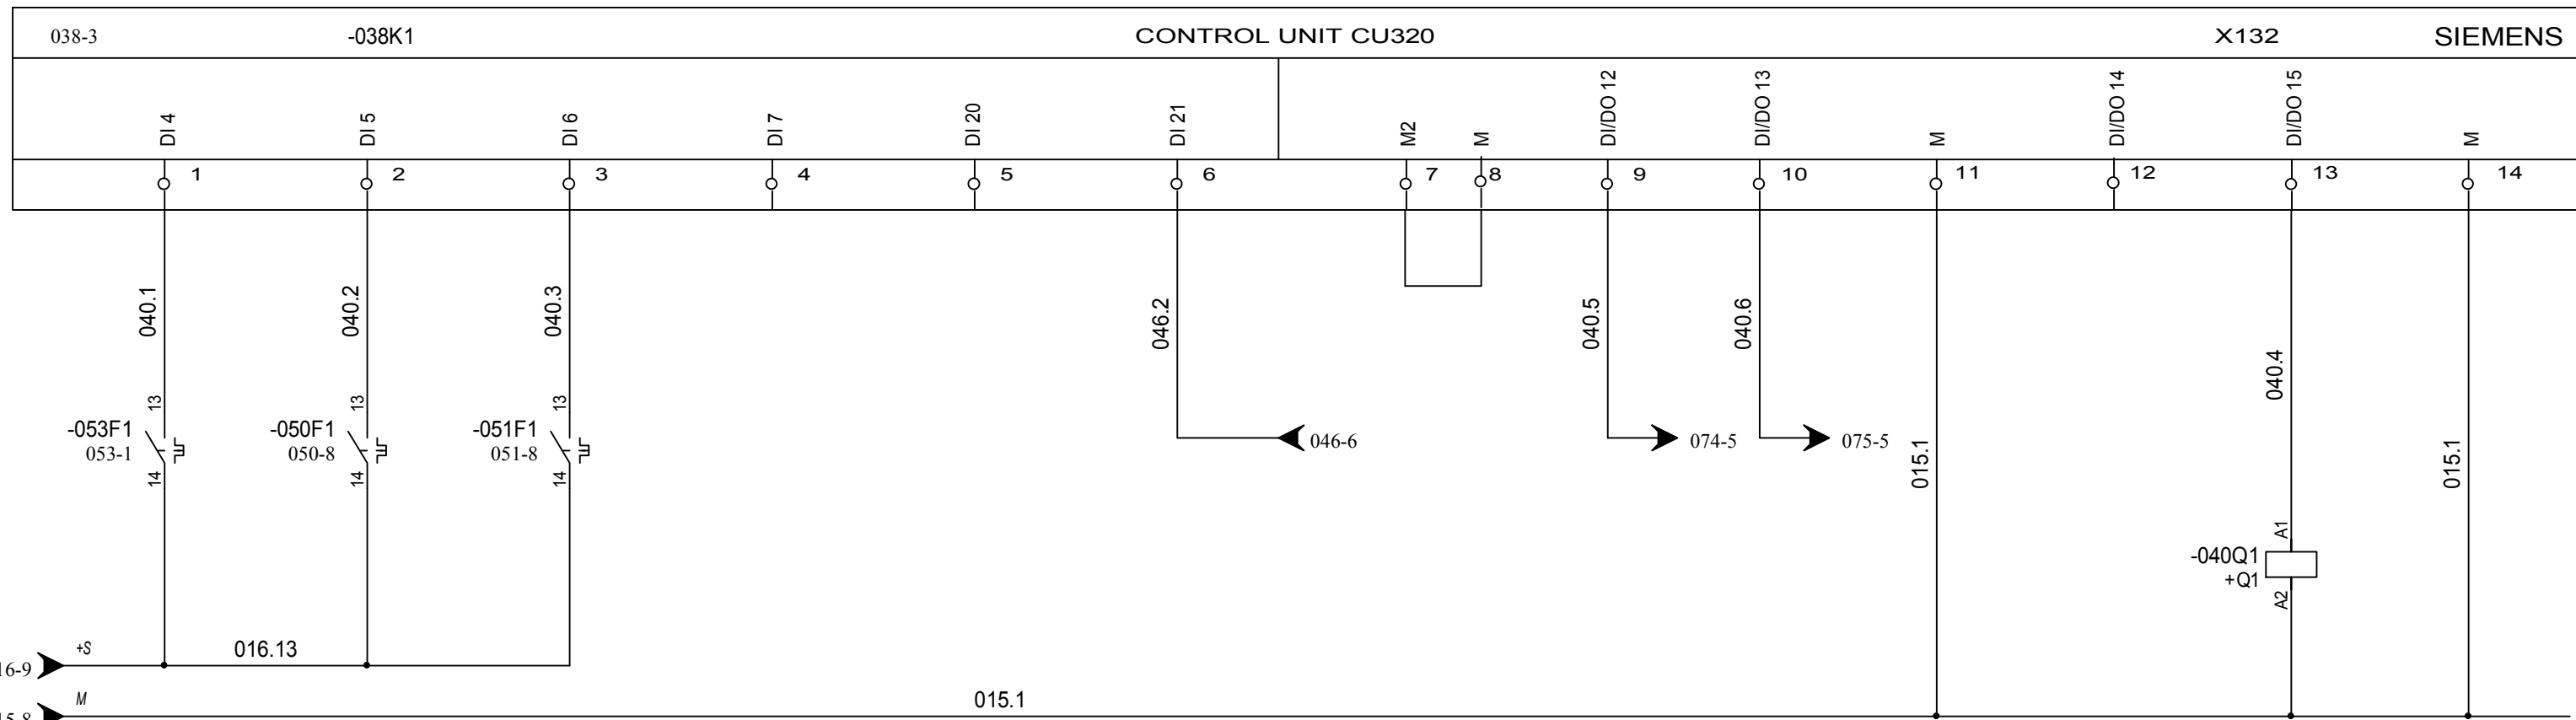 038-3 -038K1 CONTROL UNIT CU320 X132 SIEMENS
DI 4 DI 5 DI 6 DI 7 DI 20 DI 21 M2 M DI/DO 12 DI/DO 13 M DI/DO 14 DI/DO 15 M
1 2 3 4 5 6 7 8 9 10 11 12 13 14
040.1 040.2 040.3 046.2 040.5 040.6 040.4
13 13 13
-053F1 -050F1 -051F1
053-1 050-8 051-8
046-6 074-5 075-5
14 14 14
015.1 015.1
A1
-040Q1
+Q1
A2
+S 016.13
16-9
M 015.1